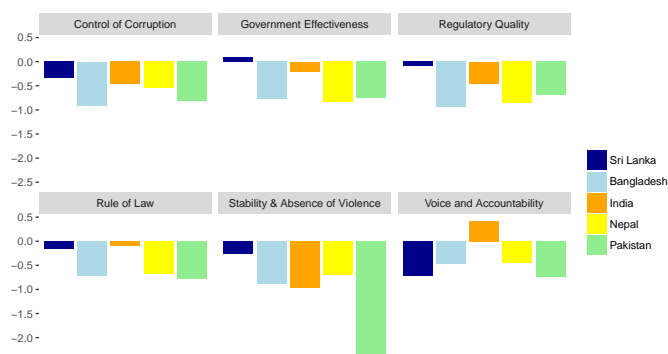 Control of Corruption
Government Effectiveness
Regulatory Quality
0.5
0.0
−0.5
−1.0
−1.5
−2.0
−2.5
Rule of Law
Stability & Absence of Violence
Voice and Accountability
0.5
0.0
−0.5
−1.0
−1.5
−2.0
Sri Lanka
Bangladesh
India
Nepal
Pakistan